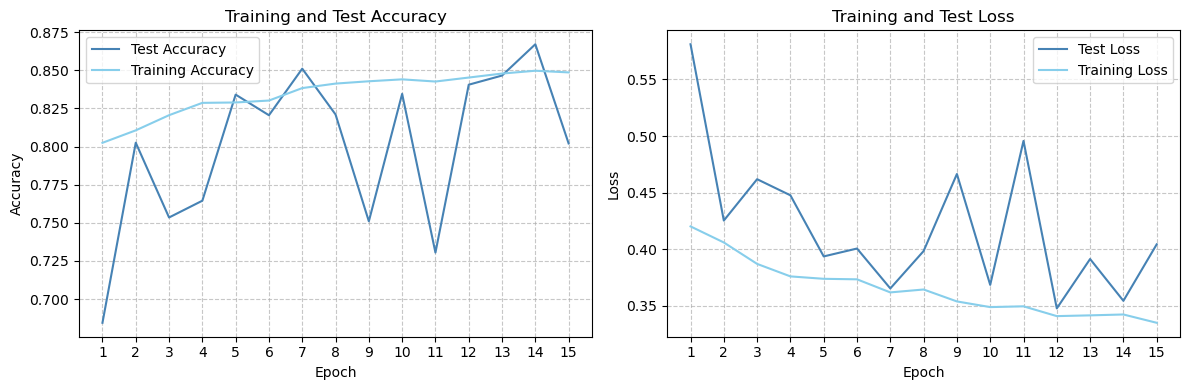 Training and Test Accuracy
Test Accuracy
Training Accuracy
0.875
0.850
0.825
0.800
0.775
0.750
0.725
0.700
Accuracy
1 2 3 4 5 6 7 8 9 10 11 12 13 14 15
Epoch
Training and Test Loss
Test Loss
Training Loss
0.55
0.50
0.45
0.40
0.35
Loss
1 2 3 4 5 6 7 8 9 10 11 12 13 14 15
Epoch